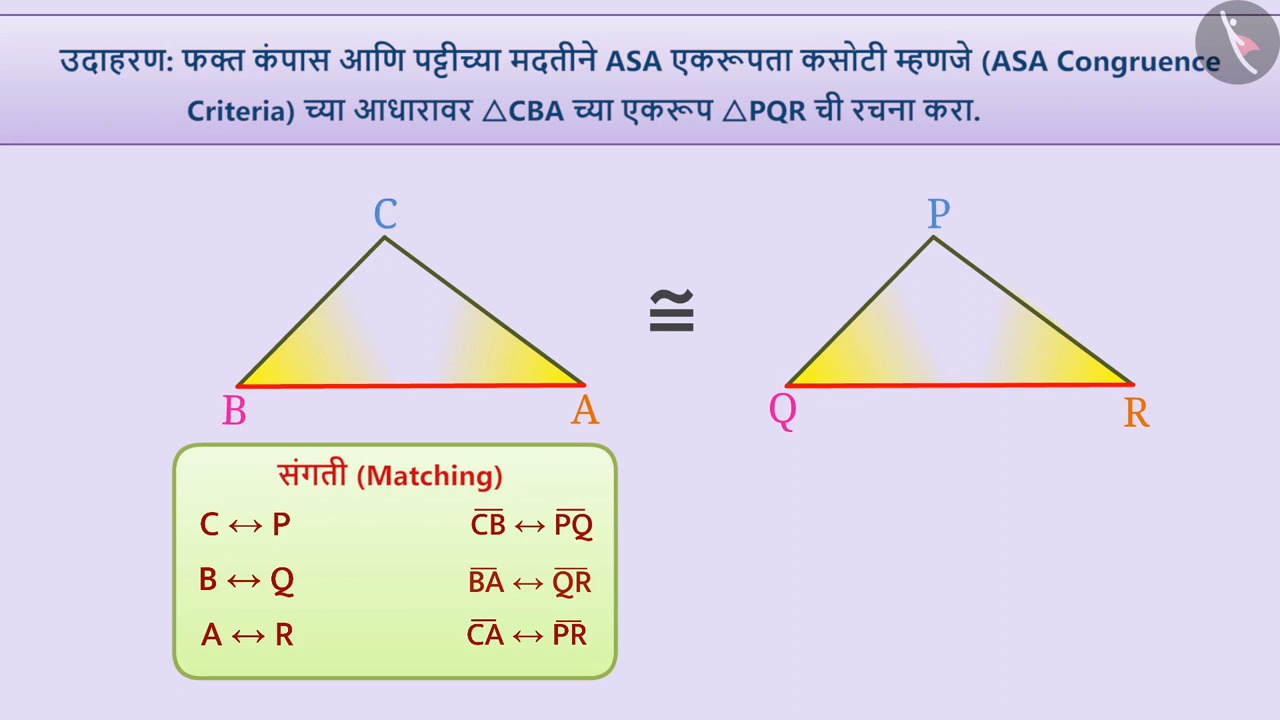 उदाहरण: फक्त कंपास आणि पट्टीच्या मदतीने ASA एकरूपता कसोटी म्हणजे (ASA Congruence
Criteria) च्या आधारावर △CBA च्या एकरूप △PQR ची रचना करा.
C P
≅
B A Q R
संगती (Matching)
C ↔ P C̅B̅ ↔ P̅Q̅
B ↔ Q B̅A̅ ↔ Q̅R̅
A ↔ R C̅A̅ ↔ P̅R̅